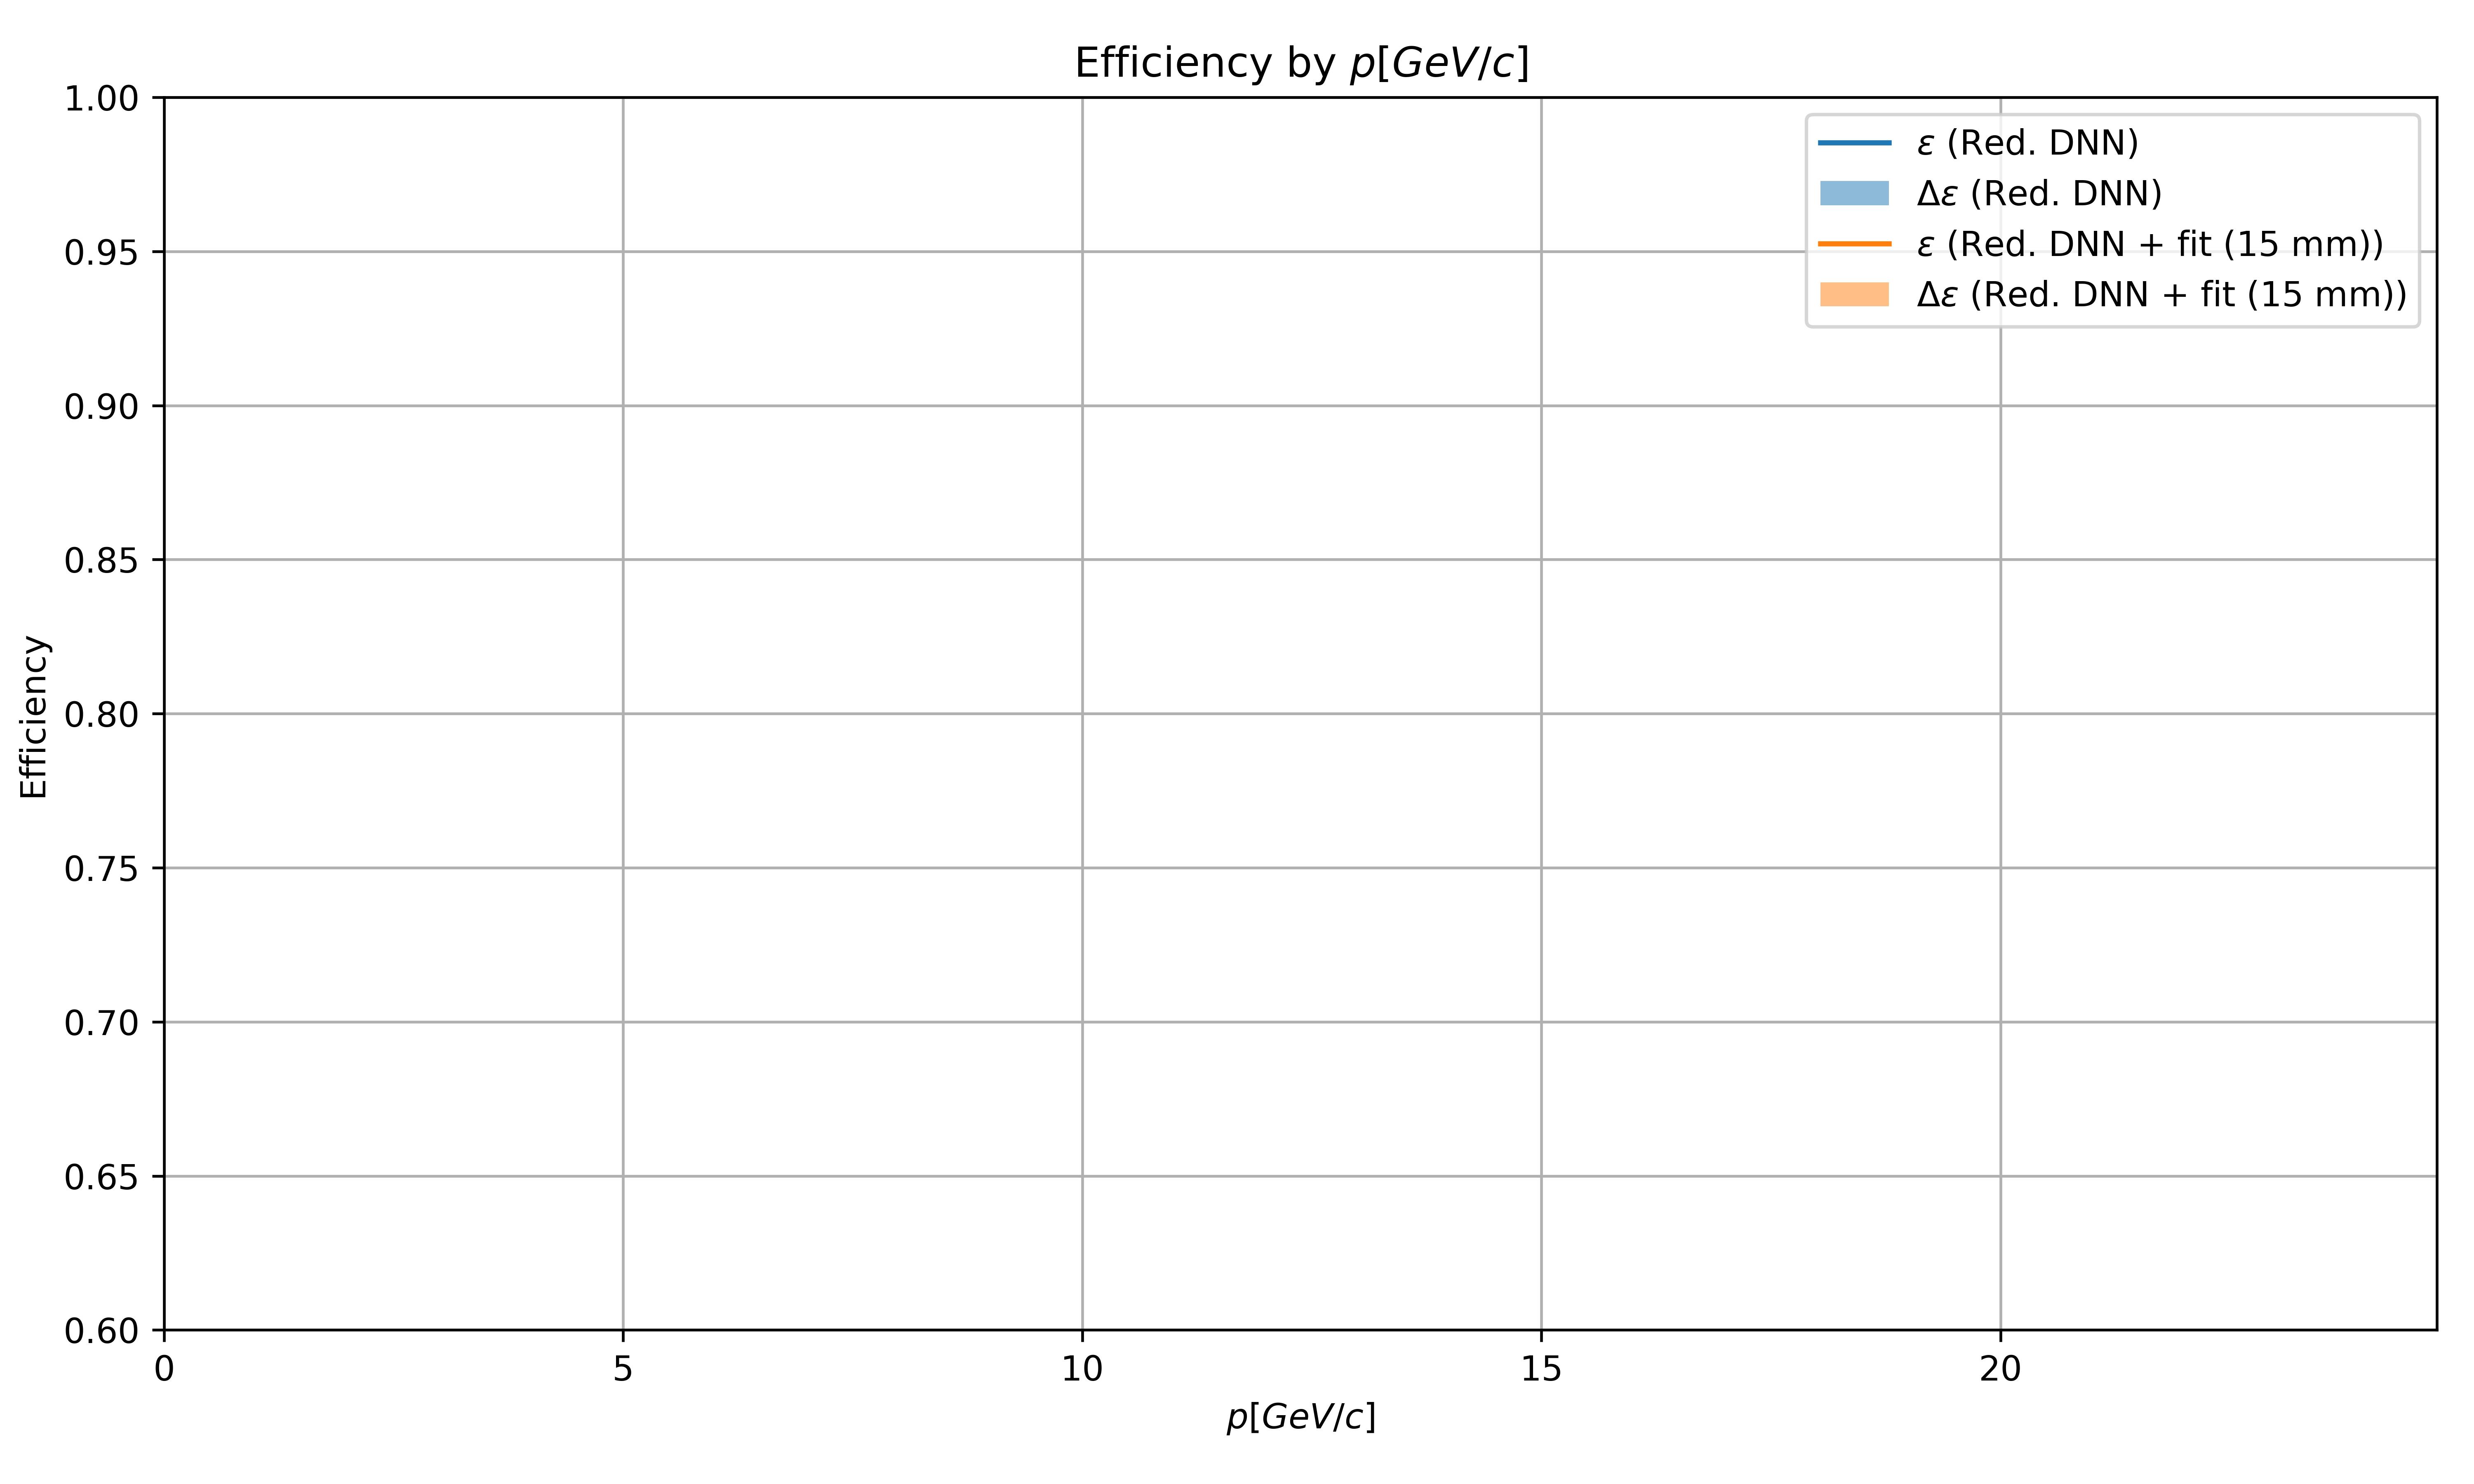 Efficiency by p[GeV/c]
1.00
0.95
0.90
0.85
0.80
0.75
0.70
0.65
0.60
Efficiency
ε (Red. DNN)
Δε (Red. DNN)
ε (Red. DNN + fit (15 mm))
Δε (Red. DNN + fit (15 mm))
0 5 10 15 20
p[GeV/c]